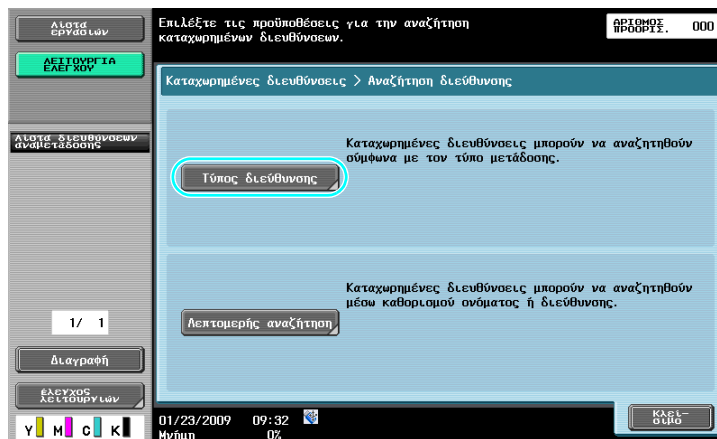 Λίστα
εργασιών
Επιλέξτε τις προϋποθέσεις για την αναζήτηση
καταχωρημένων διευθύνσεων.
ΑΡΙΘΜΟΣ
ΠΡΟΟΡΙΣ.
000
ΛΕΙΤΟΥΡΓΙΑ
ΕΛΕΓΧΟΥ
Καταχωρημένες διευθύνσεις > Αναζήτηση διεύθυνσης
Λίστα διευθύνσεων
αναμετάδοσης
Καταχωρημένες διευθύνσεις μπορούν να αναζητηθούν
σύμφωνα με τον τύπο μετάδοσης.
Τύπος διεύθυνσης
Καταχωρημένες διευθύνσεις μπορούν να αναζητηθούν
μέσω καθορισμού ονόματος ή διεύθυνσης.
Λεπτομερής αναζήτηση
1/ 1
Διαγραφή
έλεγχος
λειτουργιών
Κλεί-
σιμο
Y M C K
01/23/2009 09:32
Μνήμη 0%